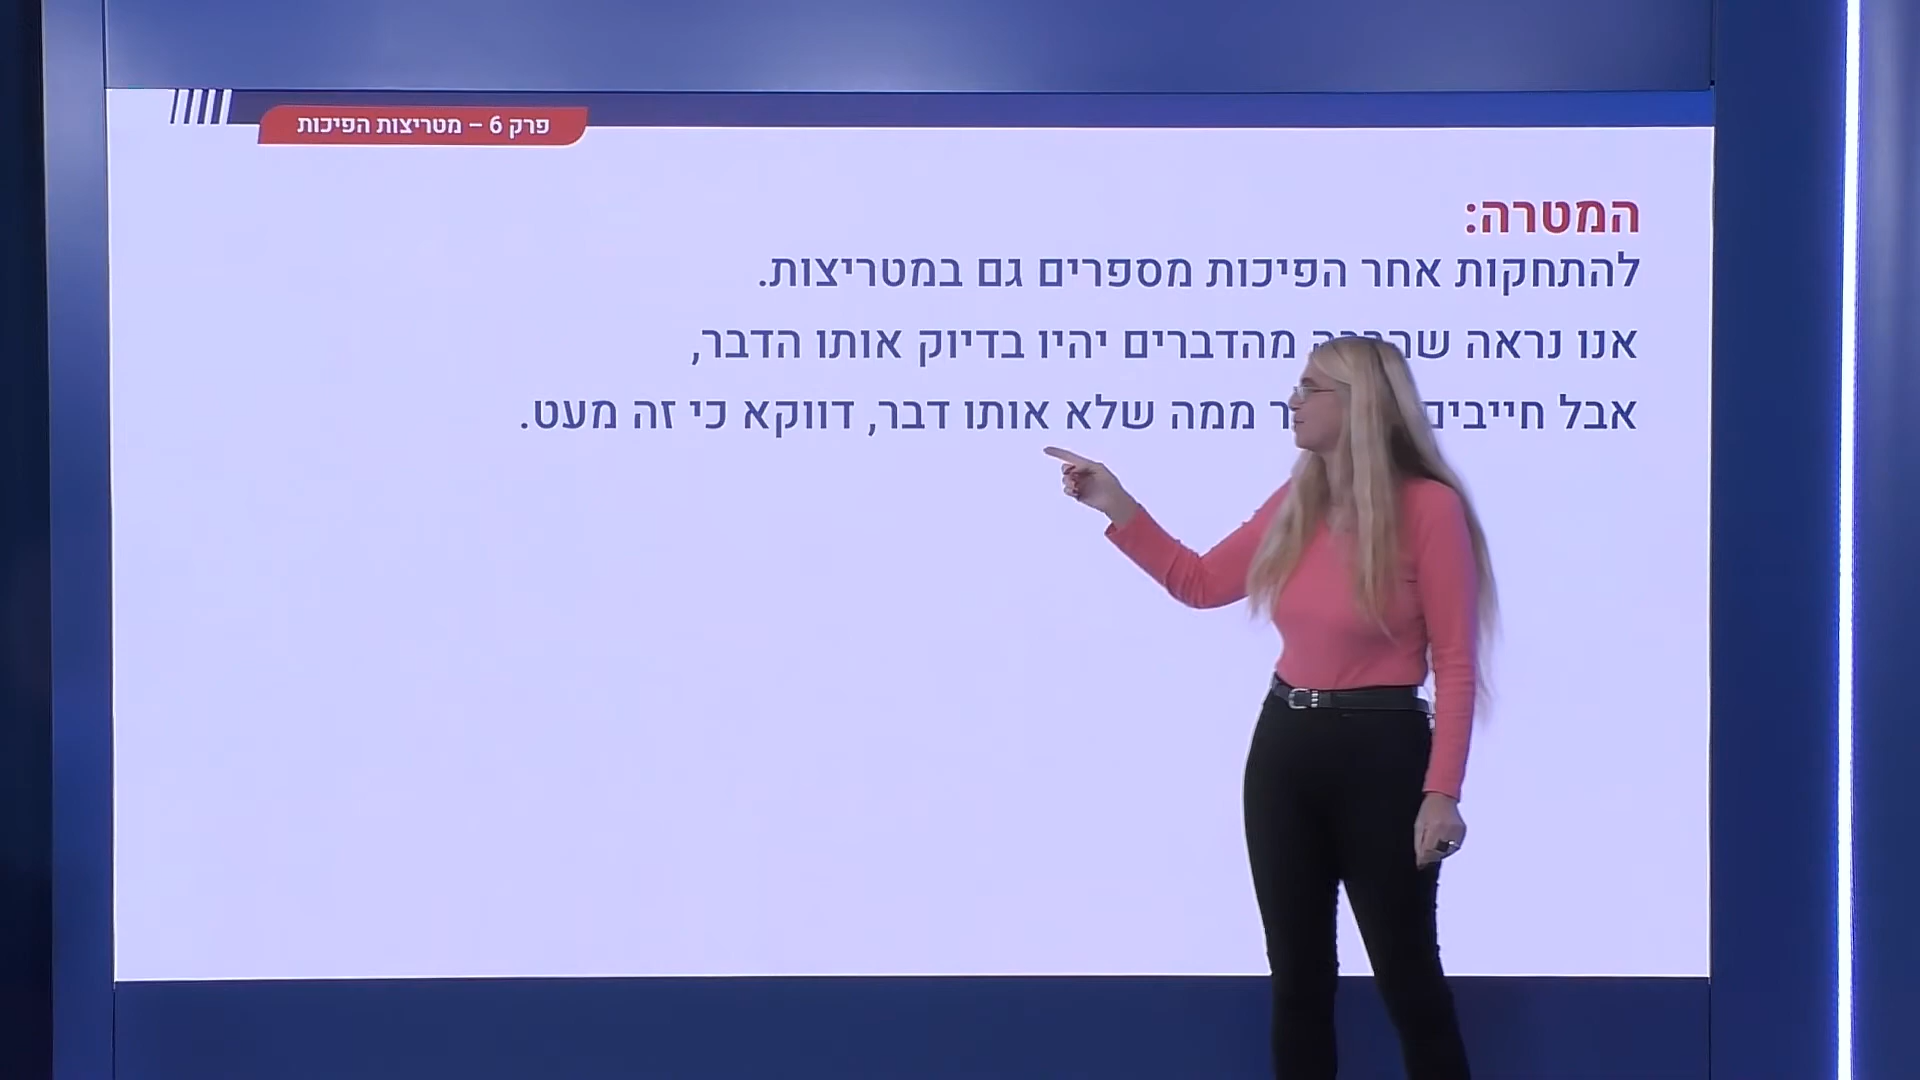 פרק 6 – מטריצות הפיכות
המטרה:
להתחקות אחר הפיכות מספרים גם במטריצות.
אנו נראה מהדברים יהיו בדיוק אותו הדבר,
אבל ממה שלא אותו דבר, דווקא כי זה מעט.